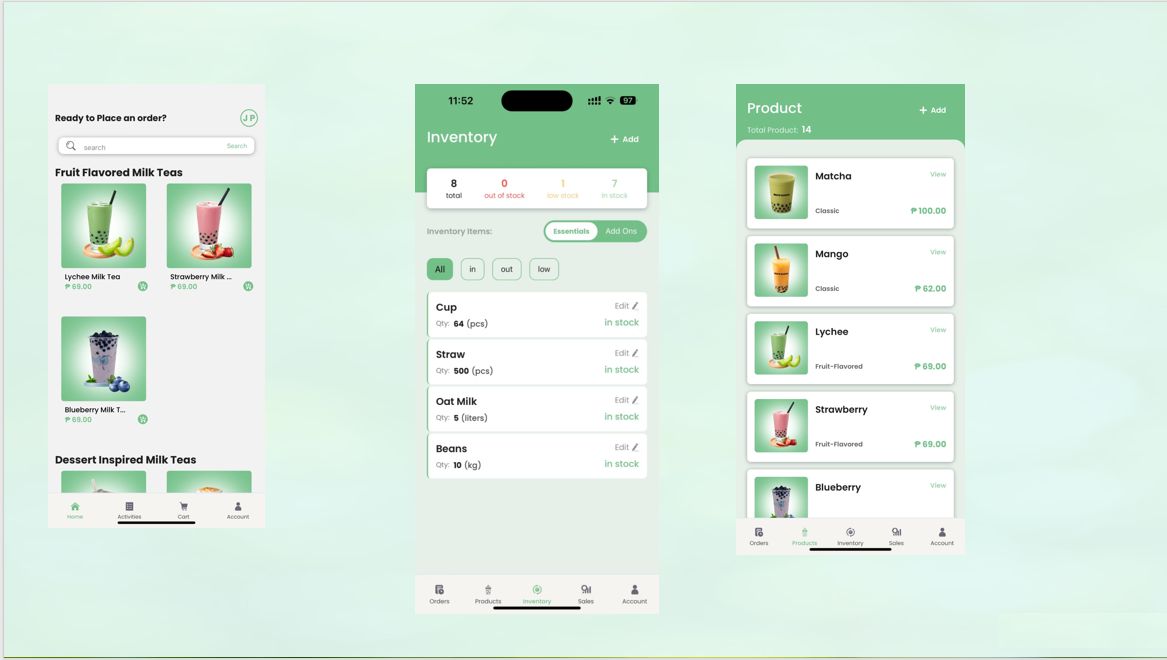 Ready to Place an order?
J P
search
Search
Fruit Flavored Milk Teas
Lychee Milk Tea
₱ 69.00
Strawberry Milk ...
₱ 69.00
Blueberry Milk T...
₱ 69.00
Dessert Inspired Milk Teas
Home
Activities
Cart
Account
11:52
97
Inventory
+ Add
8
total
0
out of stock
1
low stock
7
in stock
Inventory Items:
Essentials
Add Ons
All
in
out
low
Cup
Edit
Qty: 64 (pcs)
in stock
Straw
Edit
Qty: 500 (pcs)
in stock
Oat Milk
Edit
Qty: 5 (liters)
in stock
Beans
Edit
Qty: 10 (kg)
in stock
Orders
Products
Inventory
Sales
Account
Product
+ Add
Total Product: 14
Matcha
View
Classic
₱ 100.00
Mango
View
Classic
₱ 62.00
Lychee
View
Fruit-Flavored
₱ 69.00
Strawberry
View
Fruit-Flavored
₱ 69.00
Blueberry
View
Orders
Products
Inventory
Sales
Account